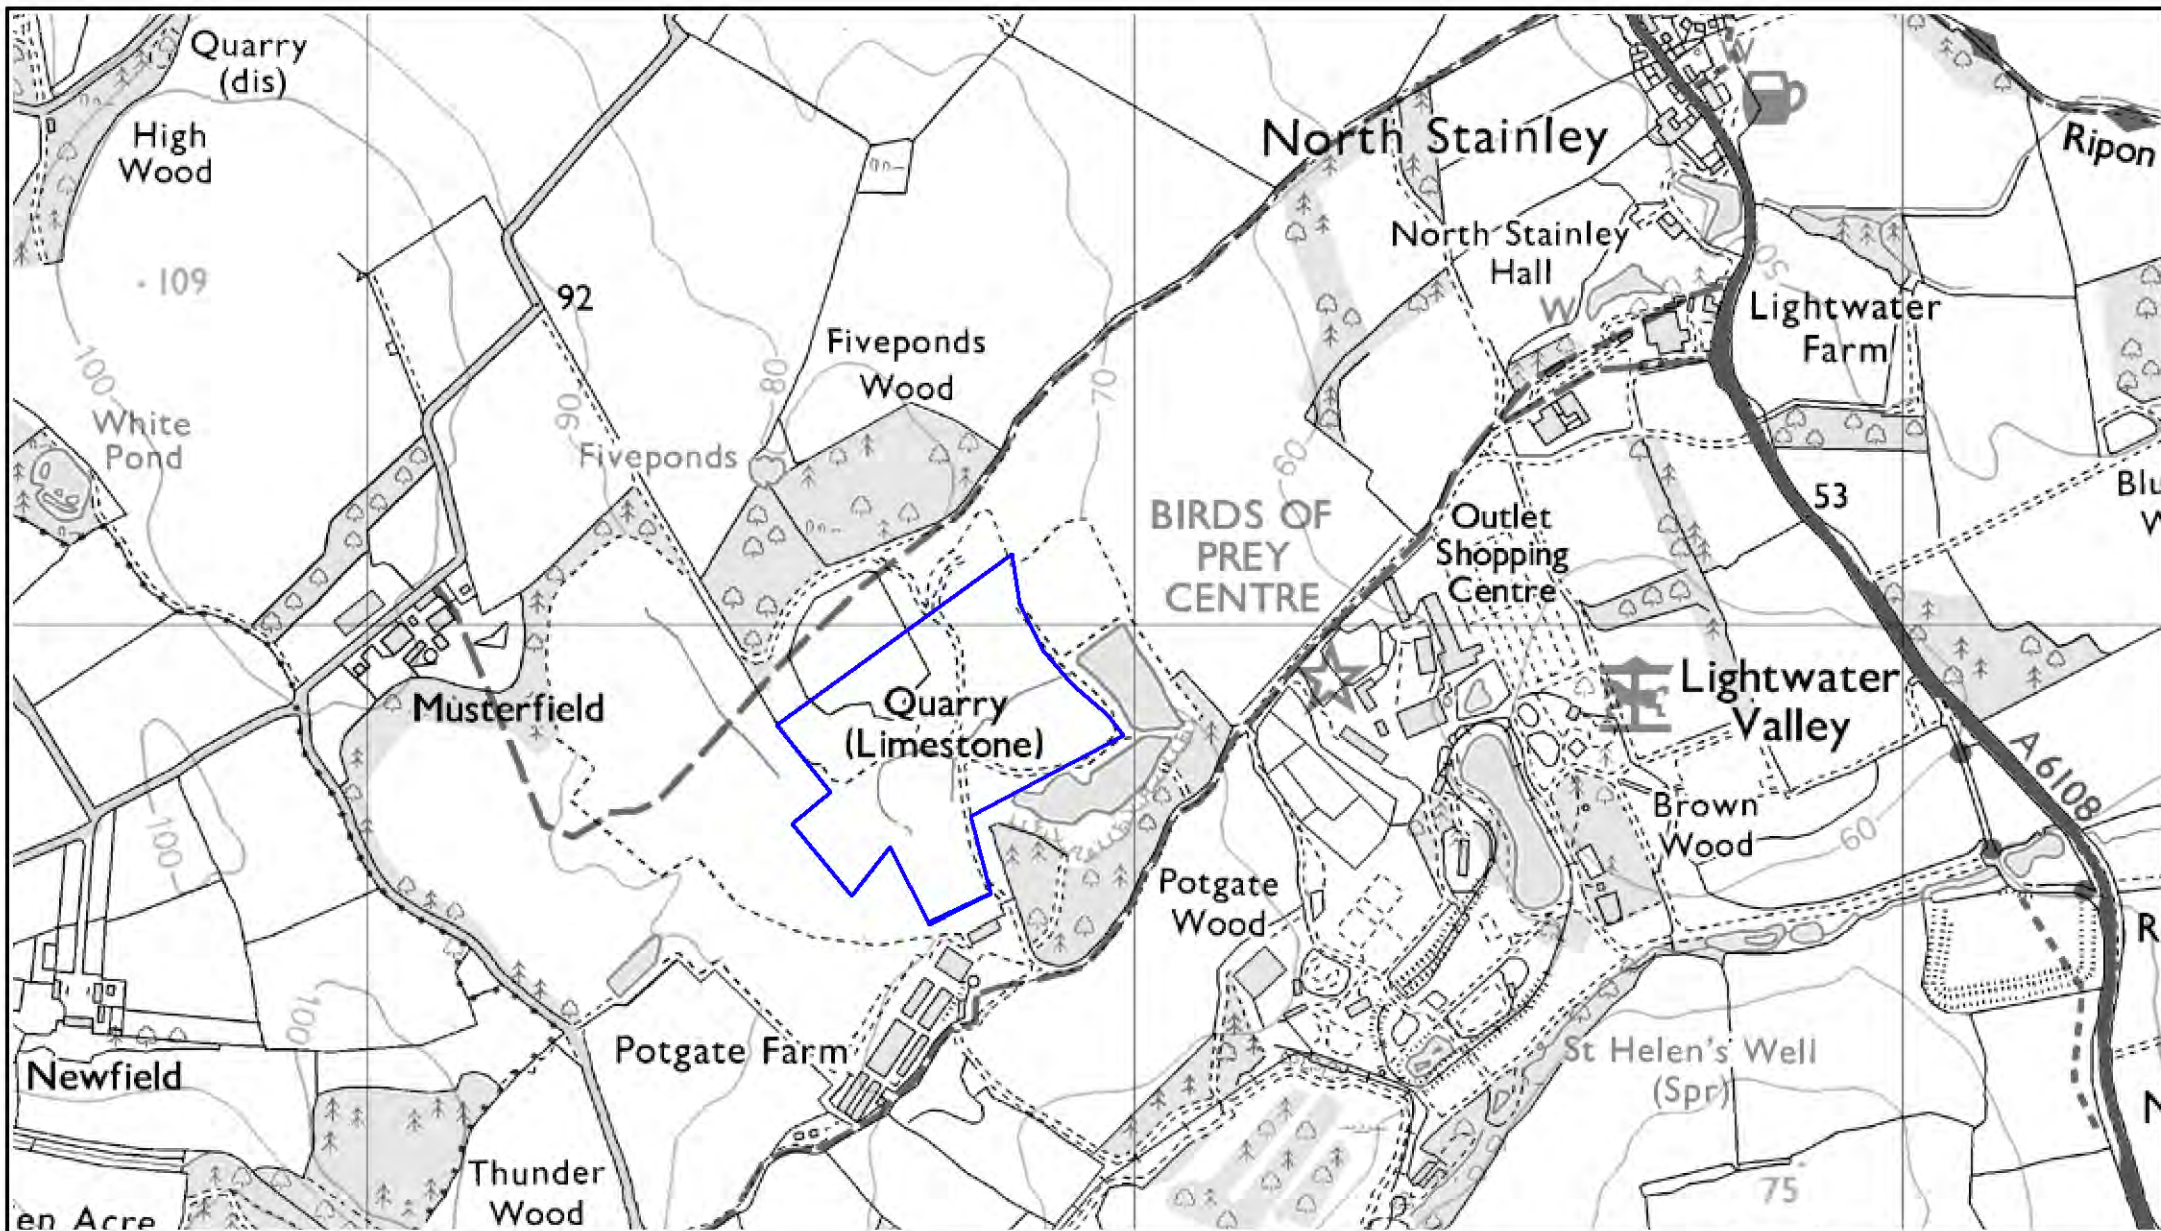 Quarry
(dis)
High
Wood
North Stainley
Ripon
North Stainley
Hall
W
W
50
109
92
Lightwater
Farm
Fiveponds
Wood
100
80
70
90
60
White
Pond
Fiveponds
53
BIRDS OF
PREY
CENTRE
Outlet
Shopping
Centre
Musterfield
Quarry
(Limestone)
Lightwater
Valley
A6108
100
Brown
Wood
60
Potgate
Wood
100
Potgate Farm
St Helen's Well
(Spr)
Newfield
Thunder
Wood
75
en Acre
Blu
W
R
N